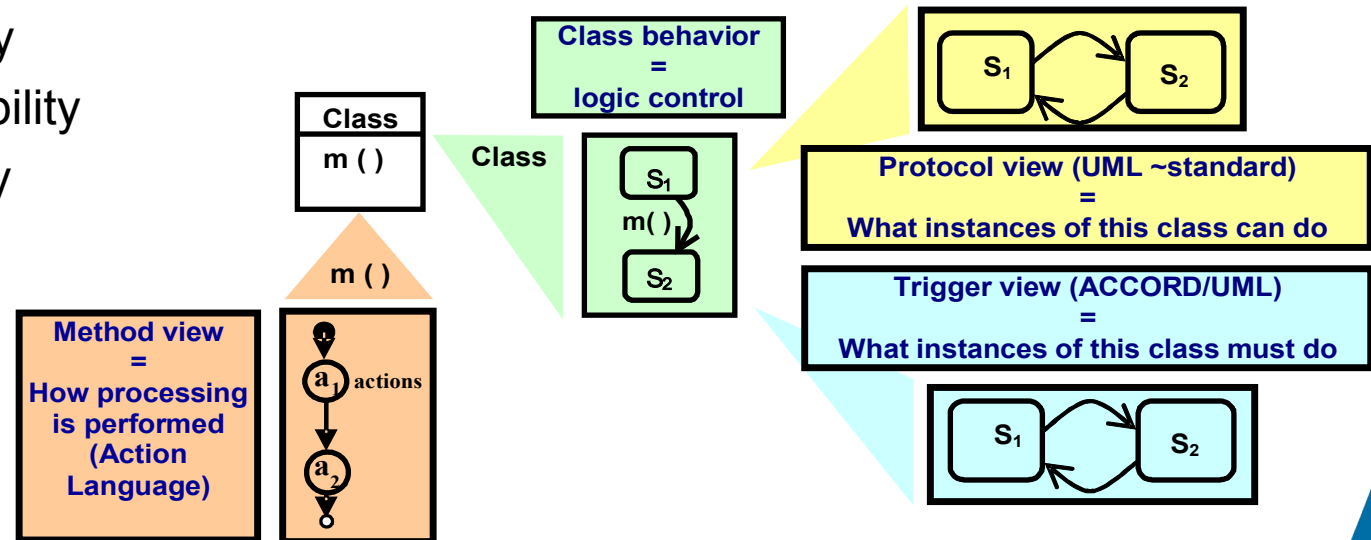 y
bility
y
Class
m ( )
m ( )
Method view
=
How processing
is performed
(Action
Language)
a1 actions
a2
Class
Class behavior
=
logic control
S1
m( )
S2
S1 S2
Protocol view (UML ~standard)
=
What instances of this class can do
Trigger view (ACCORD/UML)
=
What instances of this class must do
S1 S2